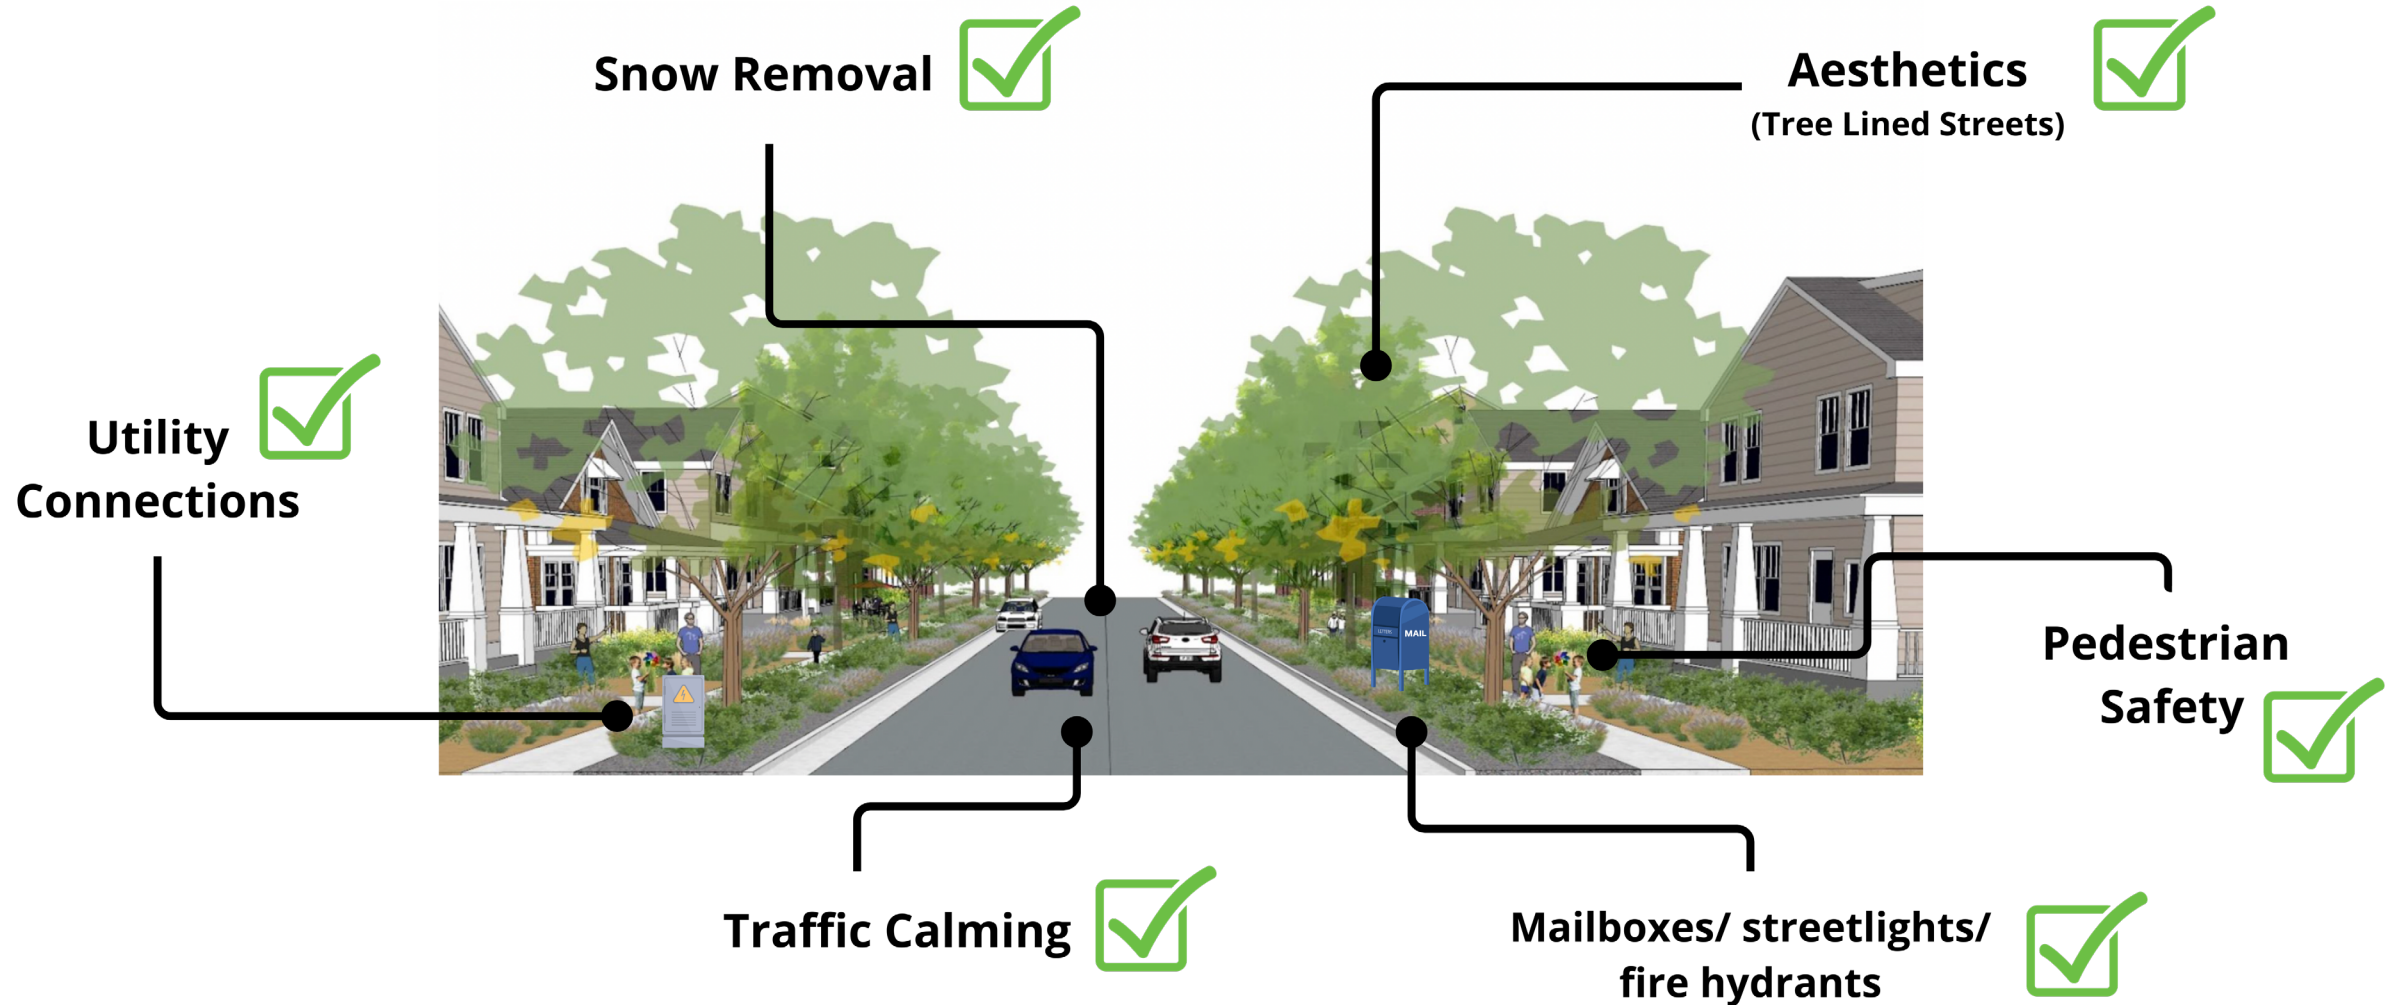 Snow Removal
Aesthetics
(Tree Lined Streets)
Utility
Connections
MAIL
Pedestrian
Safety
Traffic Calming
Mailboxes/ streetlights/
fire hydrants